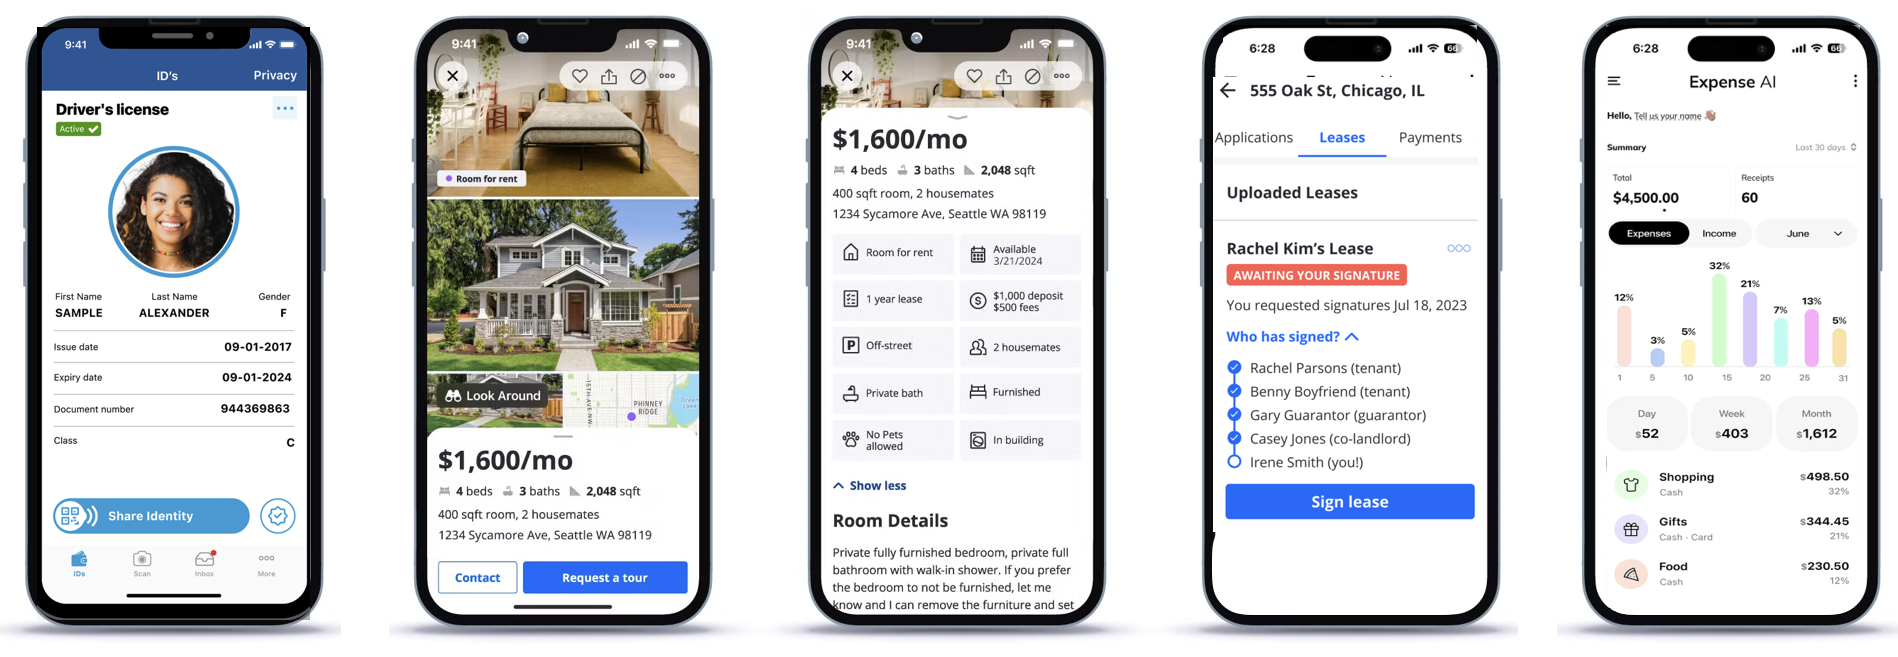 9:41
ID's
Privacy
Driver's license
Active
First Name
Last Name
Gender
SAMPLE
ALEXANDER
F
Issue date
09-01-2017
Expiry date
09-01-2024
Document number
944369863
Class
C
Share Identity
IDs
Scan
Inbox
More
9:41
Room for rent
Look Around
PHINNEY
RIDGE
$1,600/mo
4 beds 3 baths 2,048 sqft
400 sqft room, 2 housemates
1234 Sycamore Ave, Seattle WA 98119
Contact
Request a tour
9:41
$1,600/mo
4 beds 3 baths 2,048 sqft
400 sqft room, 2 housemates
1234 Sycamore Ave, Seattle WA 98119
Room for rent
Available
3/21/2024
1 year lease
$1,000 deposit
$500 fees
P
Off-street
2 housemates
Private bath
Furnished
No Pets
allowed
In building
Show less
Room Details
Private fully furnished bedroom, private full
bathroom with walk-in shower. If you prefer
the bedroom to not be furnished, let me
know and I can remove the furniture and set
6:28
66
555 Oak St, Chicago, IL
Applications
Leases
Payments
Uploaded Leases
Rachel Kim's Lease
AWAITING YOUR SIGNATURE
You requested signatures Jul 18, 2023
Who has signed?
Rachel Parsons (tenant)
Benny Boyfriend (tenant)
Gary Guarantor (guarantor)
Casey Jones (co-landlord)
Irene Smith (you!)
Sign lease
6:28
66
Expense AI
Hello, Tell us your name
Summary
Last 30 days
Total
Receipts
$4,500.00
60
Expenses
Income
June
12%
3%
5%
32%
21%
7%
13%
5%
1 5 10 15 20 25 31
Day
Week
Month
$52
$403
$1,612
Shopping
$498.50
Cash
32%
Gifts
$344.45
Cash · Card
21%
Food
$230.50
Cash
12%